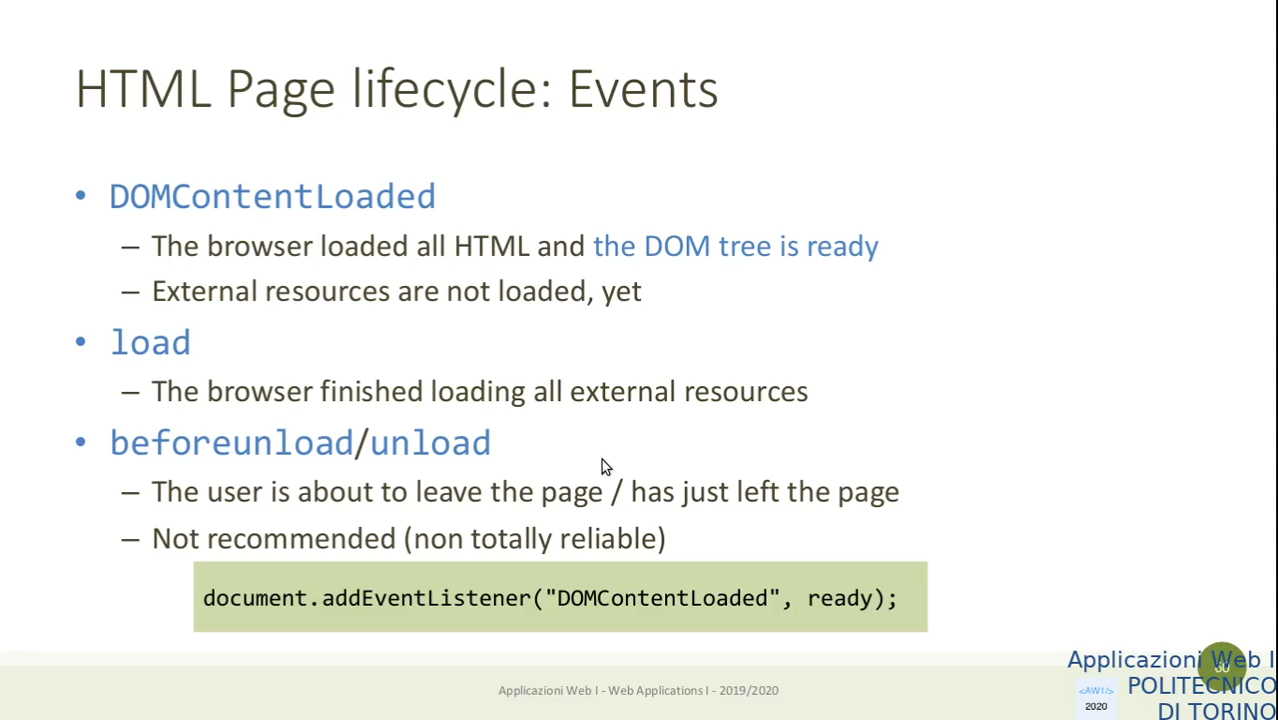 HTML Page lifecycle: Events
• DOMContentLoaded
– The browser loaded all HTML and the DOM tree is ready
– External resources are not loaded, yet
• load
– The browser finished loading all external resources
• beforeunload/unload
– The user is about to leave the page / has just left the page
– Not recommended (non totally reliable)
document.addEventListener("DOMContentLoaded", ready);
Applicazioni Web I - Web Applications I - 2019/2020
60
Applicazioni Web I
POLITECNICO
DI TORINO
<AW1/>
2020